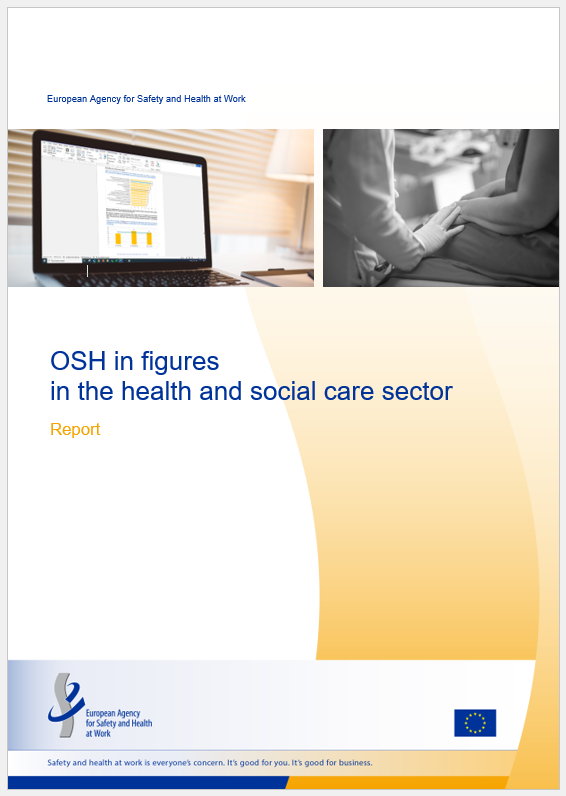 European Agency for Safety and Health at Work
OSH in figures
in the health and social care sector
Report
European Agency
for Safety and Health
at Work
Safety and health at work is everyone's concern. It's good for you. It's good for business.